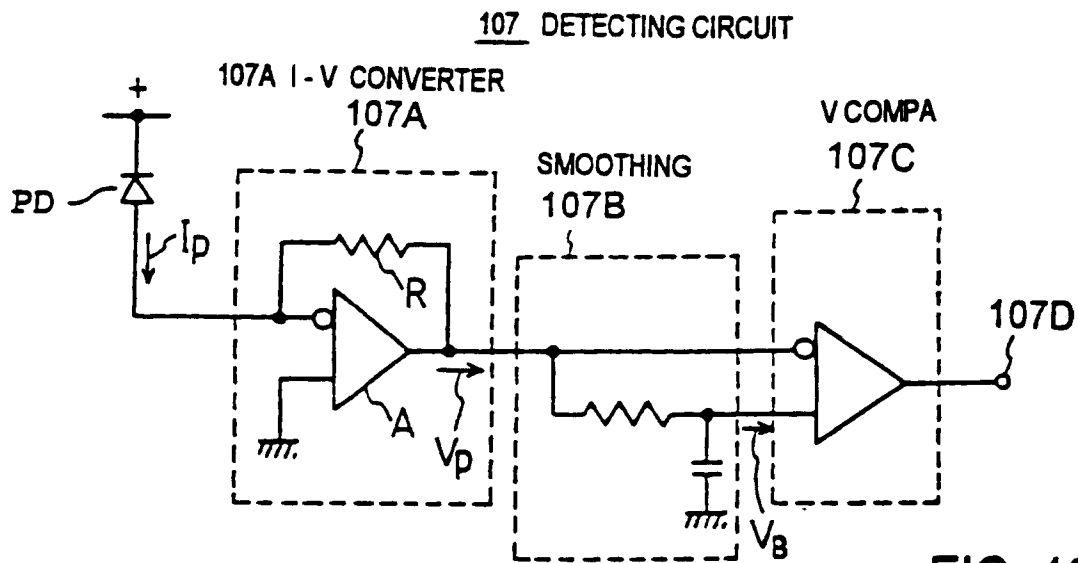 107 DETECTING CIRCUIT
107A I - V CONVERTER
107A
+
PD
Ip
R
A
Vp
SMOOTHING
107B
VB
V COMPA
107C
107D